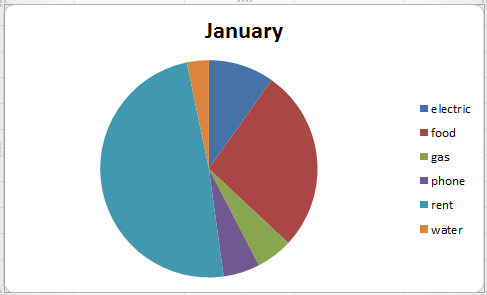 January
electric
food
gas
phone
rent
water